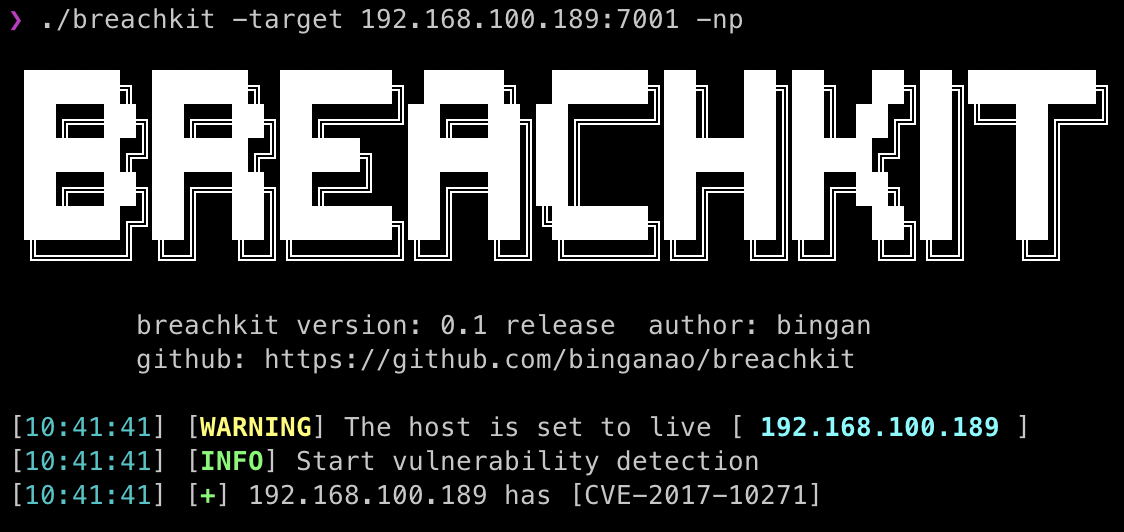 ❯ ./breachkit -target 192.168.100.189:7001 -np
BREACHKIT
breachkit version: 0.1 release  author: bingan
github: https://github.com/binganao/breachkit
[10:41:41] [WARNING] The host is set to live [ 192.168.100.189 ]
[10:41:41] [INFO] Start vulnerability detection
[10:41:41] [+] 192.168.100.189 has [CVE-2017-10271]